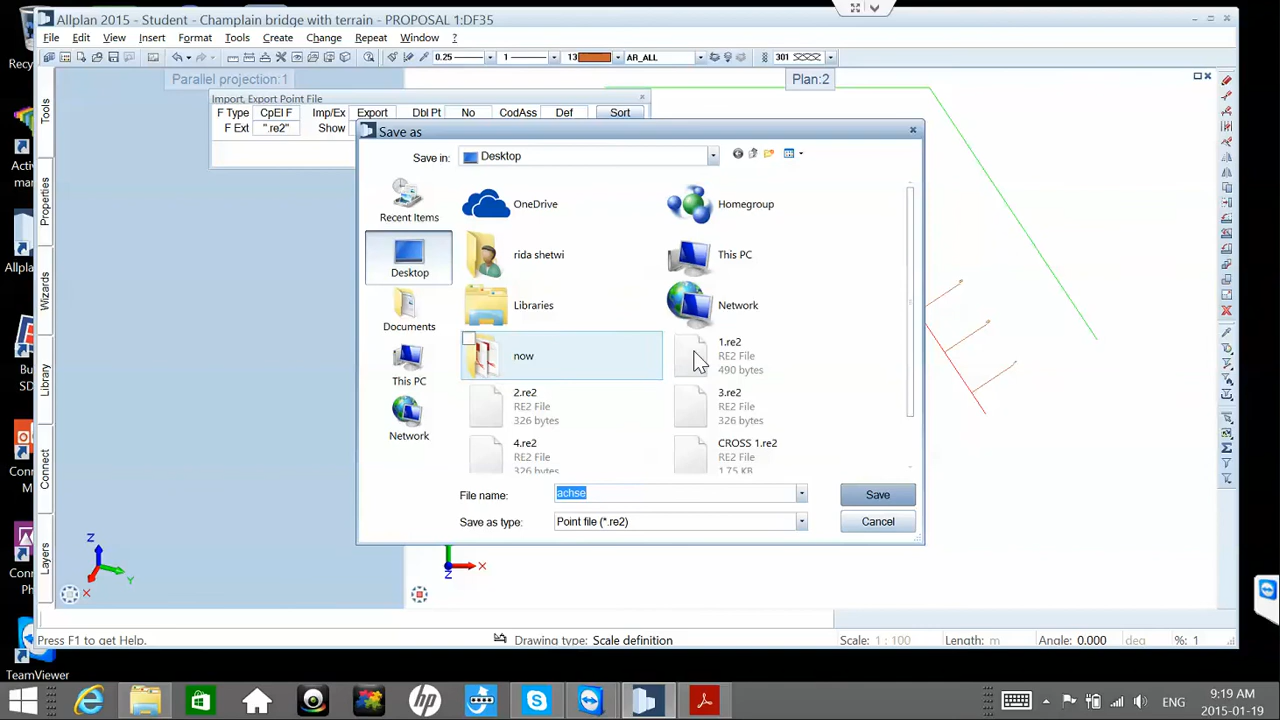 Allplan 2015 - Student - Champlain bridge with terrain - PROPOSAL 1:DF35
File Edit View Insert Format Tools Create Change Repeat Window ?
0.25 1 13 AR_ALL 301
Parallel projection:1
Plan:2
Import, Export Point File
F Type CpEl F Imp/Ex Export Dbl Pt No CodAss Def Sort
F Ext ".re2" Show
Save as
Save in: Desktop
Recent Items
Desktop
Documents
This PC
Network
OneDrive
Homegroup
rida shetwi
This PC
Libraries
Network
now
1.re2
RE2 File
490 bytes
2.re2
RE2 File
326 bytes
3.re2
RE2 File
326 bytes
4.re2
RE2 File
326 bytes
CROSS 1.re2
RE2 File
1.75 KB
File name: achse
Save
Save as type: Point file (*.re2)
Cancel
Tools
Properties
Wizards
Library
Connect
Layers
Z
Y
X
Z
X
Press F1 to get Help.
Drawing type: Scale definition
Scale: 1 : 100
Length: m
Angle: 0.000
deg
%: 1
TeamViewer
ENG
9:19 AM
2015-01-19